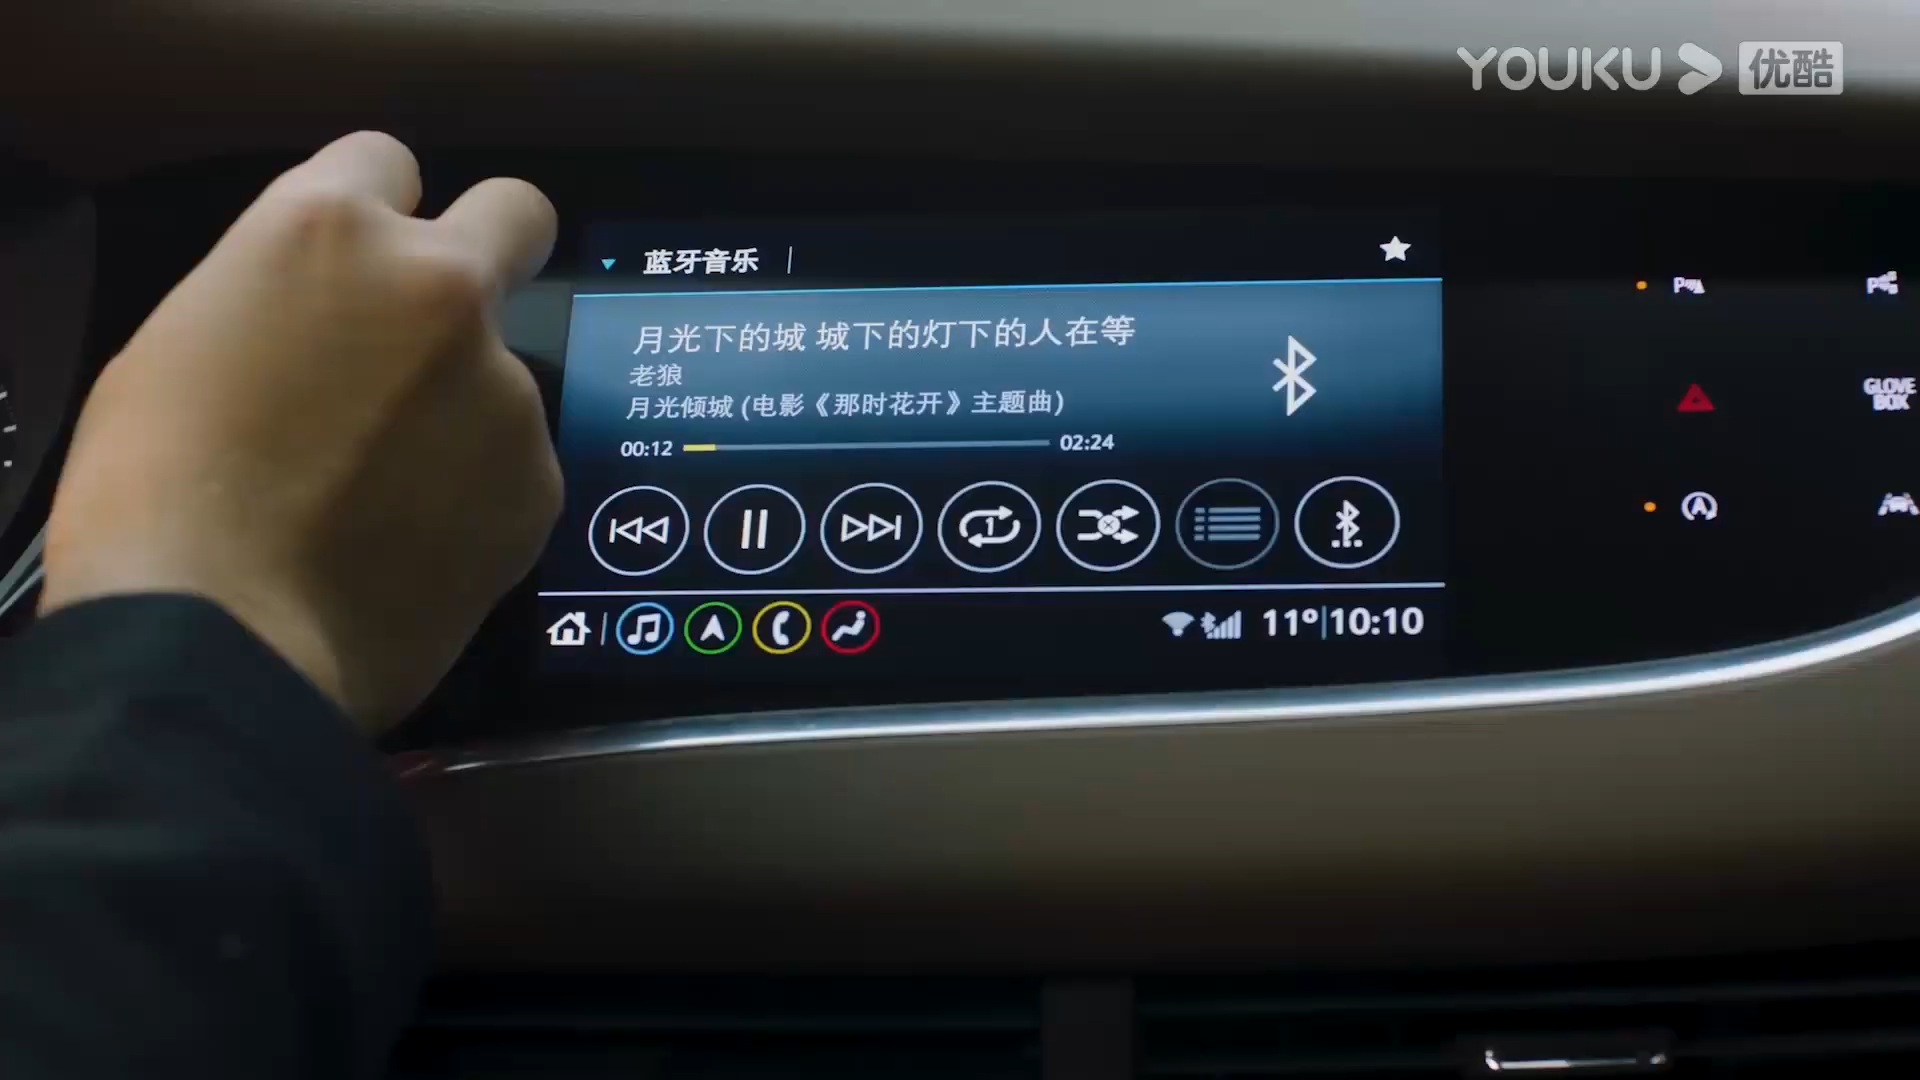 YOUKU 优酷
蓝牙音乐
月光下的城 城下的灯下的人在等
老狼
月光倾城 (电影《那时花开》主题曲)
00:12 02:24
1
11°|10:10
P
P
GLOVE
BOX
A